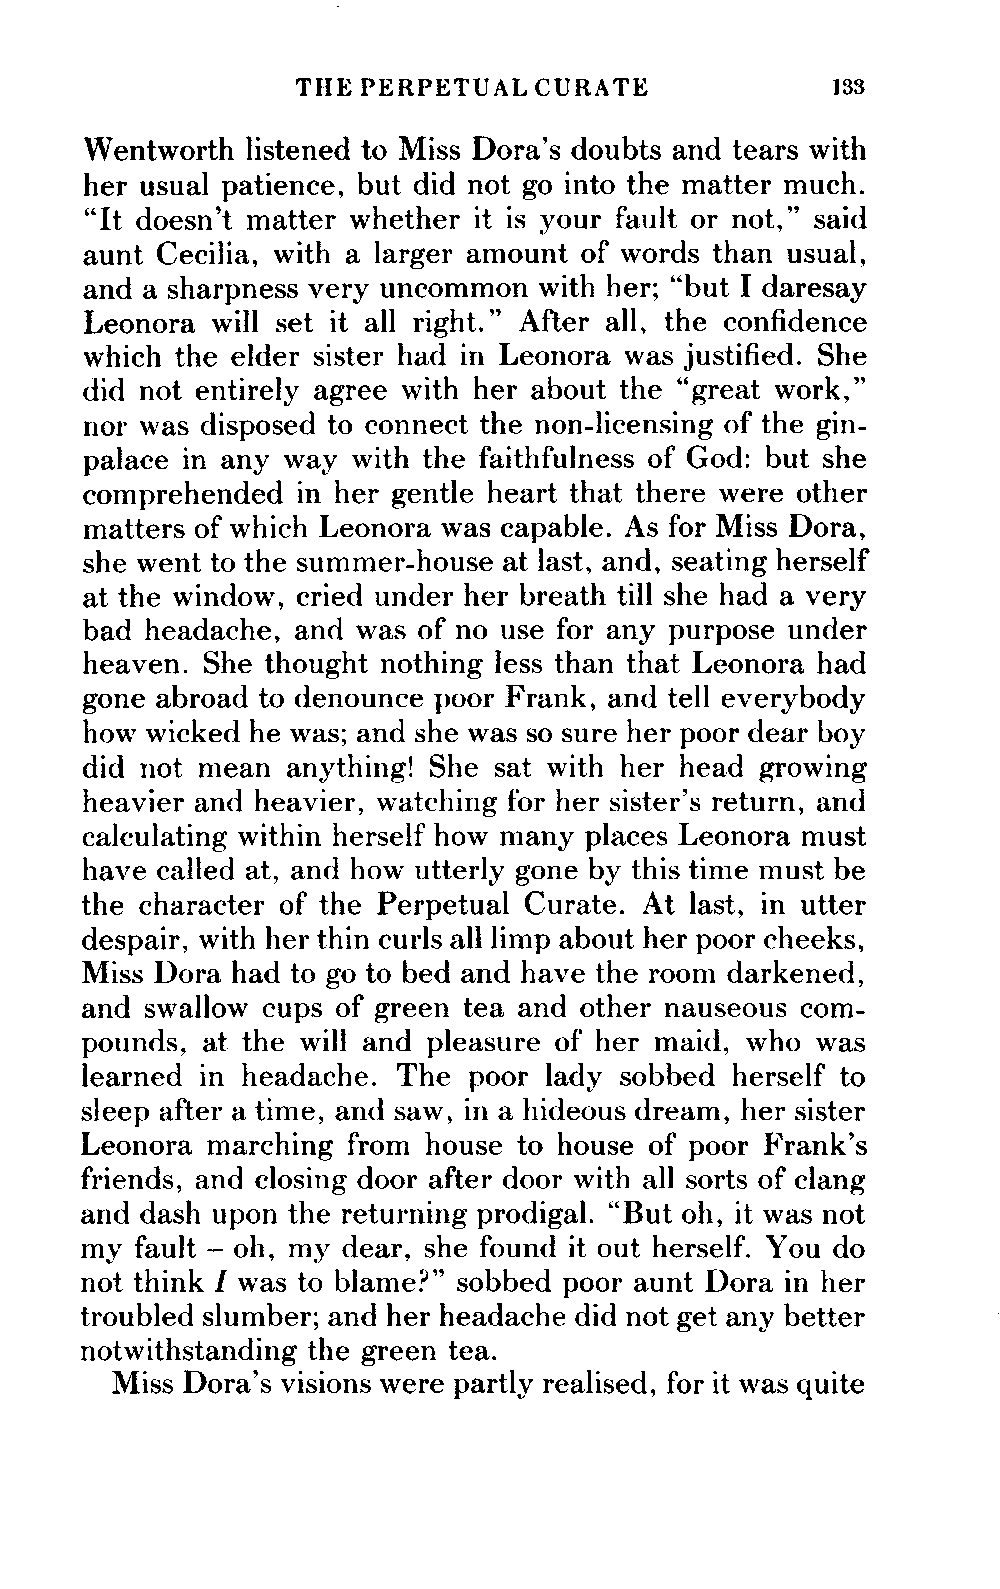 THE PERPETUAL CURATE 133
Wentworth listened to Miss Dora's doubts and tears with
her usual patience, but did not go into the matter much.
“It doesn't matter whether it is your fault or not,” said
aunt Cecilia, with a larger amount of words than usual,
and a sharpness very uncommon with her; “but I daresay
Leonora will set it all right.” After all, the confidence
which the elder sister had in Leonora was justified. She
did not entirely agree with her about the “great work,”
nor was disposed to connect the non-licensing of the gin-
palace in any way with the faithfulness of God: but she
comprehended in her gentle heart that there were other
matters of which Leonora was capable. As for Miss Dora,
she went to the summer-house at last, and, seating herself
at the window, cried under her breath till she had a very
bad headache, and was of no use for any purpose under
heaven. She thought nothing less than that Leonora had
gone abroad to denounce poor Frank, and tell everybody
how wicked he was; and she was so sure her poor dear boy
did not mean anything! She sat with her head growing
heavier and heavier, watching for her sister's return, and
calculating within herself how many places Leonora must
have called at, and how utterly gone by this time must be
the character of the Perpetual Curate. At last, in utter
despair, with her thin curls all limp about her poor cheeks,
Miss Dora had to go to bed and have the room darkened,
and swallow cups of green tea and other nauseous com-
pounds, at the will and pleasure of her maid, who was
learned in headache. The poor lady sobbed herself to
sleep after a time, and saw, in a hideous dream, her sister
Leonora marching from house to house of poor Frank's
friends, and closing door after door with all sorts of clang
and dash upon the returning prodigal. “But oh, it was not
my fault – oh, my dear, she found it out herself. You do
not think I was to blame?” sobbed poor aunt Dora in her
troubled slumber; and her headache did not get any better
notwithstanding the green tea.
Miss Dora's visions were partly realised, for it was quite